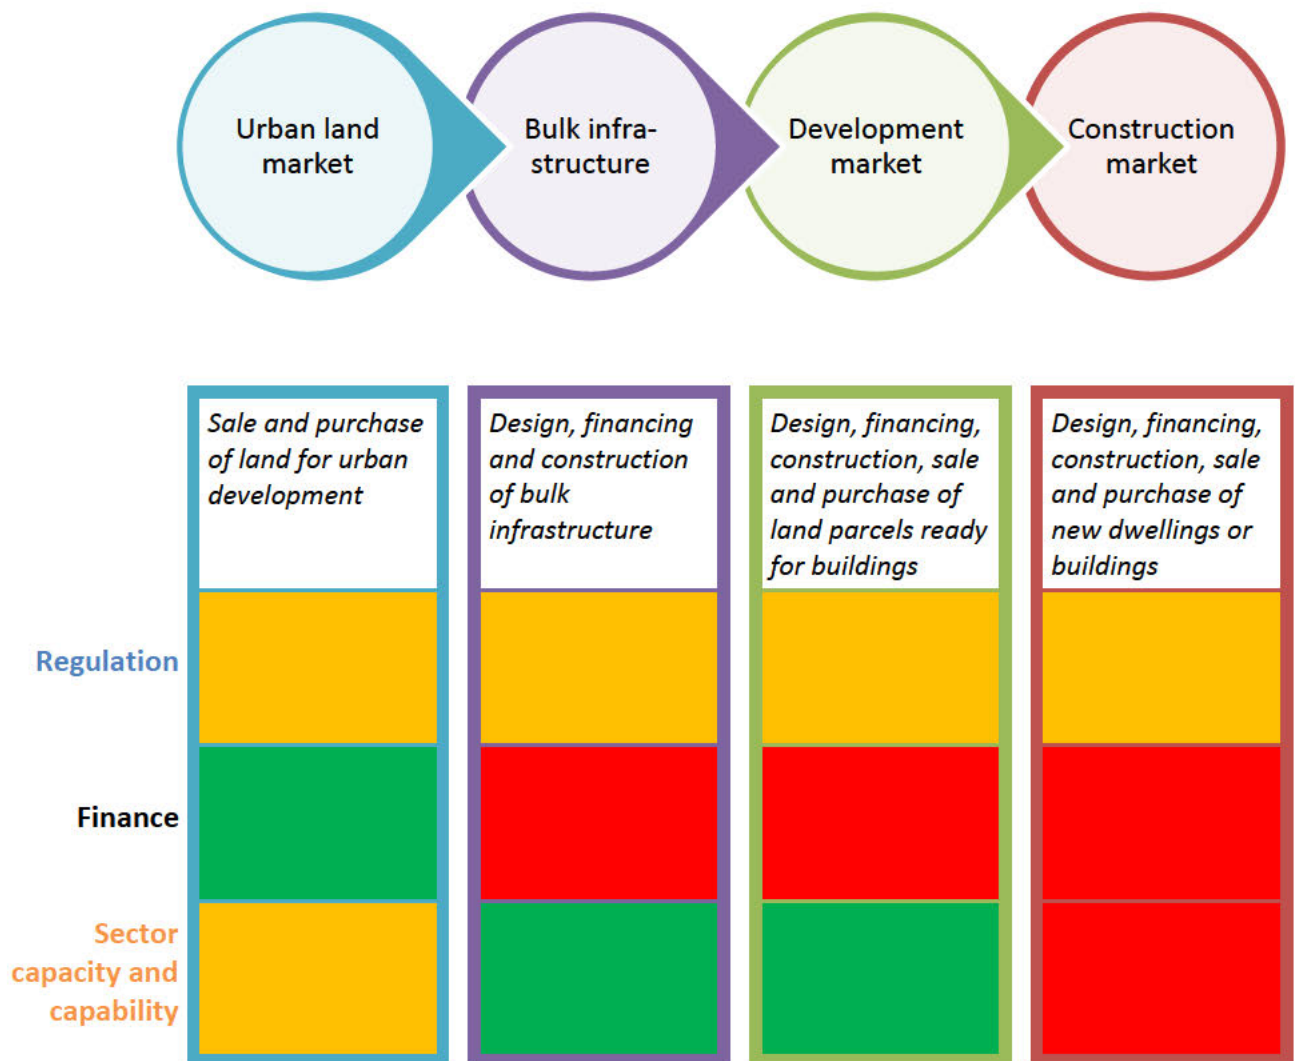 Urban land
market
Bulk infra-
structure
Development
market
Construction
market
Sale and purchase
of land for urban
development
Design, financing
and construction
of bulk
infrastructure
Design, financing,
construction, sale
and purchase of
land parcels ready
for buildings
Design, financing,
construction, sale
and purchase of
new dwellings or
buildings
Regulation
Finance
Sector
capacity and
capability